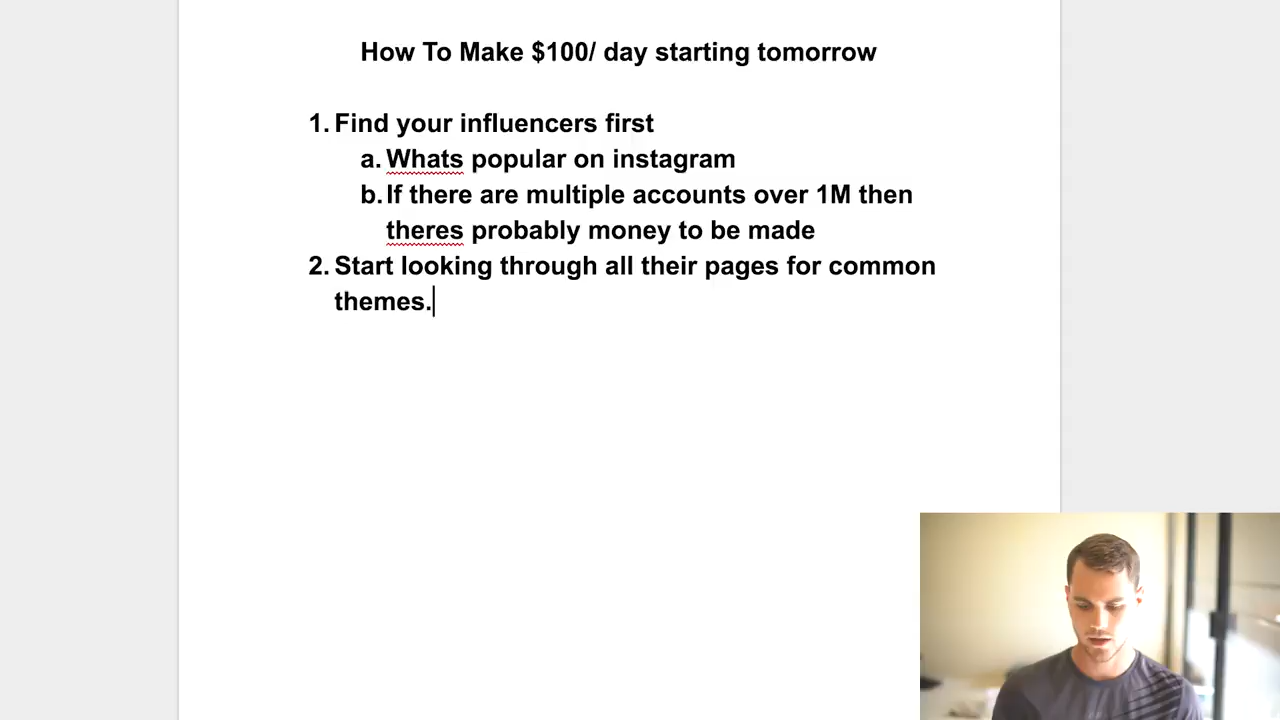 How To Make $100/ day starting tomorrow
1. Find your influencers first
a. Whats popular on instagram
b. If there are multiple accounts over 1M then
theres probably money to be made
2. Start looking through all their pages for common
themes.